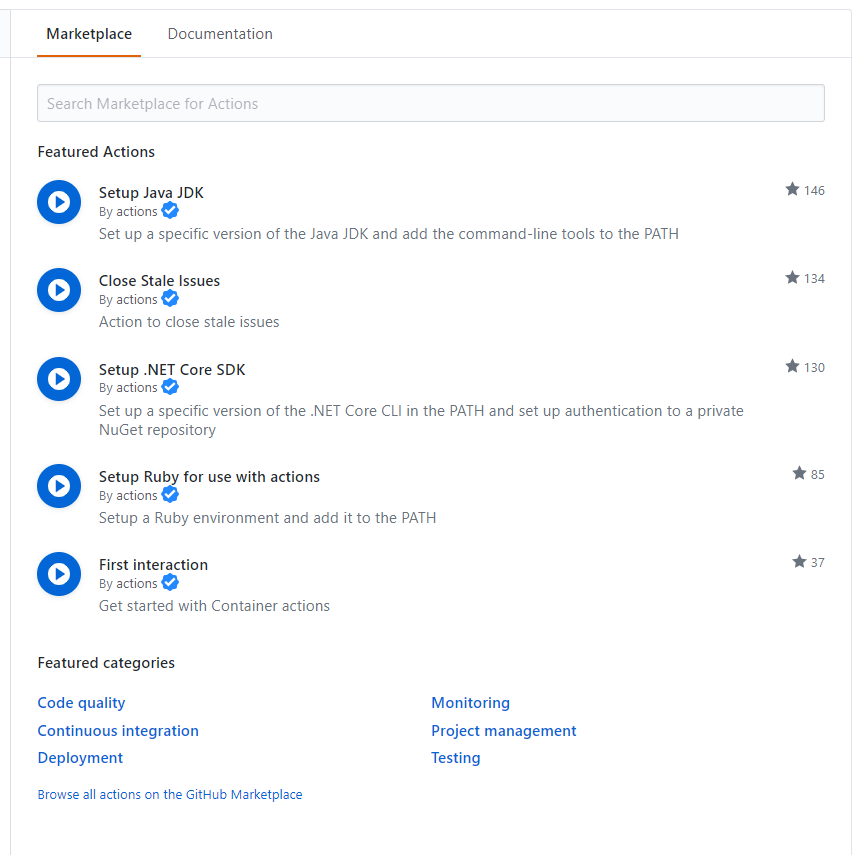 Marketplace
Documentation
Search Marketplace for Actions
Featured Actions
Setup Java JDK
146
By actions
Set up a specific version of the Java JDK and add the command-line tools to the PATH
Close Stale Issues
134
By actions
Action to close stale issues
Setup .NET Core SDK
130
By actions
Set up a specific version of the .NET Core CLI in the PATH and set up authentication to a private
NuGet repository
Setup Ruby for use with actions
85
By actions
Setup a Ruby environment and add it to the PATH
First interaction
37
By actions
Get started with Container actions
Featured categories
Code quality
Monitoring
Continuous integration
Project management
Deployment
Testing
Browse all actions on the GitHub Marketplace